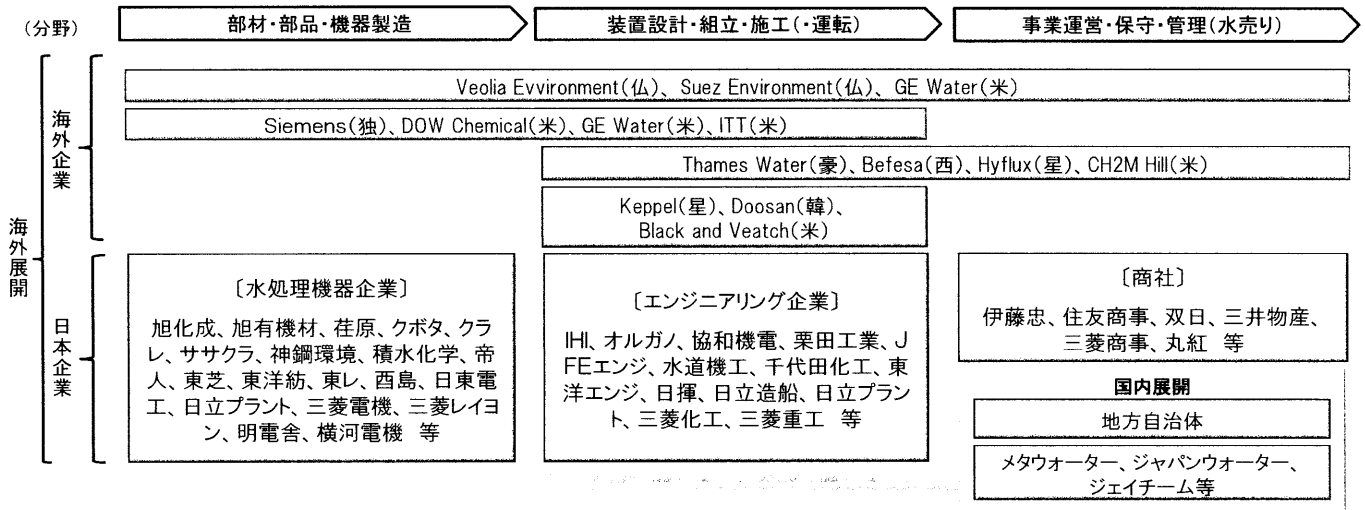 (分野)
部材・部品・機器製造
装置設計・組立・施工(・運転)
事業運営・保守・管理(水売り)
海外展開
海外企業
Veolia Evvironment(仏)、Suez Environment(仏)、GE Water(米)
Siemens(独)、DOW Chemical(米)、GE Water(米)、ITT(米)
Thames Water(豪)、Befesa(西)、Hyflux(星)、CH2M Hill(米)
Keppel(星)、Doosan(韓)、
Black and Veatch(米)
日本企業
〔水処理機器企業〕
旭化成、旭有機材、荏原、クボタ、クラ
レ、ササクラ、神鋼環境、積水化学、帝
人、東芝、東洋紡、東レ、酉島、日東電
工、日立プラント、三菱電機、三菱レイヨ
ン、明電舎、横河電機 等
〔エンジニアリング企業〕
IHI、オルガノ、協和機電、栗田工業、J
FEエンジ、水道機工、千代田化工、東
洋エンジ、日揮、日立造船、日立プラン
ト、三菱化工、三菱重工 等
〔商社〕
伊藤忠、住友商事、双日、三井物産、
三菱商事、丸紅 等
国内展開
地方自治体
メタウォーター、ジャパンウォーター、
ジェイチーム等